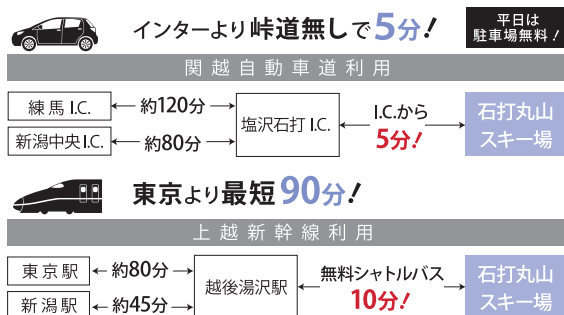 インターより峠道無しで5分!
平日は
駐車場無料!
関越自動車道利用
練馬I.C.
約120分
新潟中央I.C.
約80分
塩沢石打I.C.
I.C.から
5分!
石打丸山
スキー場
東京より最短90分!
上越新幹線利用
東京駅
約80分
新潟駅
約45分
越後湯沢駅
無料シャトルバス
10分!
石打丸山
スキー場